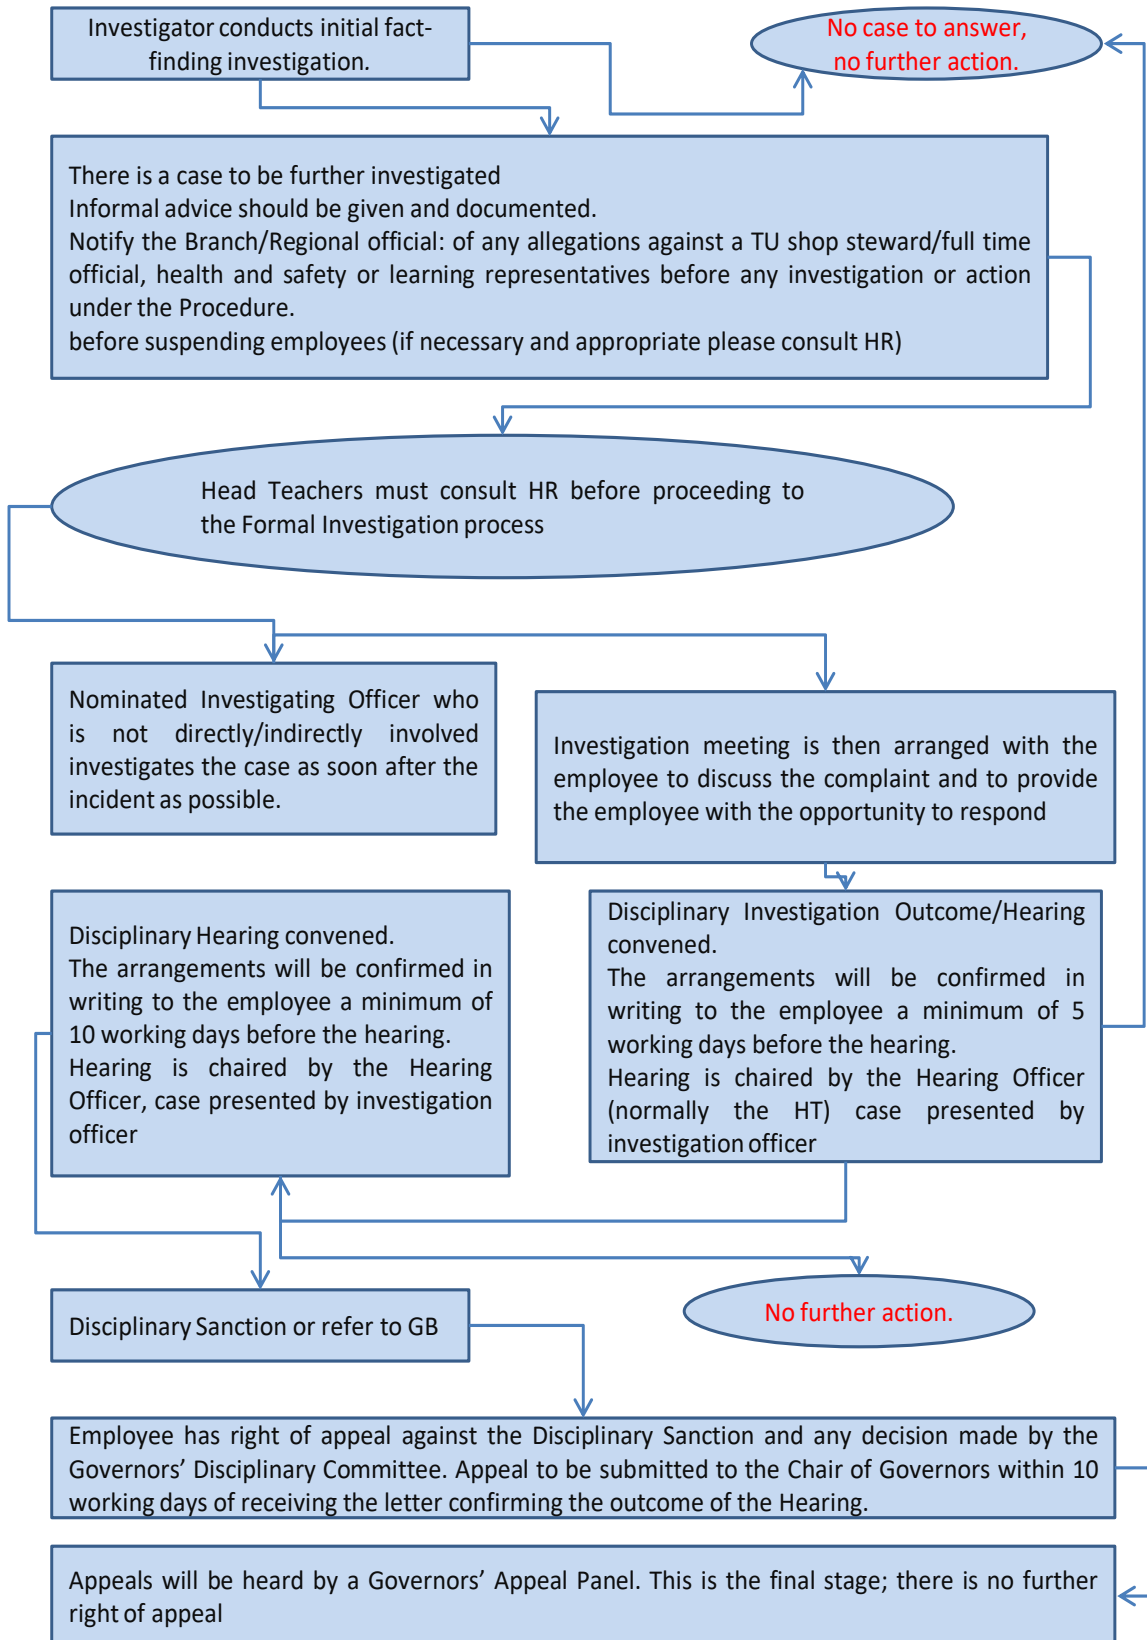 Investigator conducts initial fact-
finding investigation.
No case to answer,
no further action.
There is a case to be further investigated
Informal advice should be given and documented.
Notify the Branch/Regional official: of any allegations against a TU shop steward/full time
official, health and safety or learning representatives before any investigation or action
under the Procedure.
before suspending employees (if necessary and appropriate please consult HR)
Head Teachers must consult HR before proceeding to
the Formal Investigation process
Nominated Investigating Officer who
is not directly/indirectly involved
investigates the case as soon after the
incident as possible.
Investigation meeting is then arranged with the
employee to discuss the complaint and to provide
the employee with the opportunity to respond
Disciplinary Hearing convened.
The arrangements will be confirmed in
writing to the employee a minimum of
10 working days before the hearing.
Hearing is chaired by the Hearing
Officer, case presented by investigation
officer
Disciplinary Investigation Outcome/Hearing
convened.
The arrangements will be confirmed in
writing to the employee a minimum of 5
working days before the hearing.
Hearing is chaired by the Hearing Officer
(normally the HT) case presented by
investigation officer
Disciplinary Sanction or refer to GB
No further action.
Employee has right of appeal against the Disciplinary Sanction and any decision made by the
Governors’ Disciplinary Committee. Appeal to be submitted to the Chair of Governors within 10
working days of receiving the letter confirming the outcome of the Hearing.
Appeals will be heard by a Governors’ Appeal Panel. This is the final stage; there is no further
right of appeal